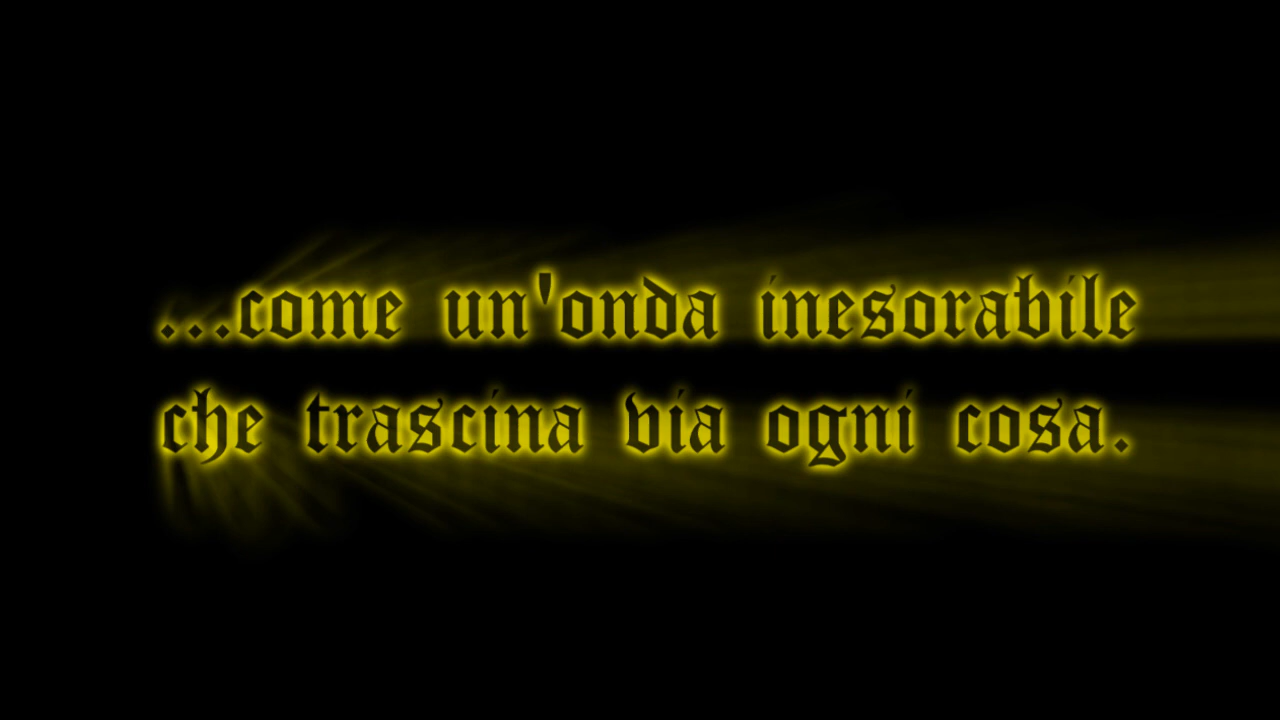 ...come un'onda inesorabile
che trascina via ogni cosa.